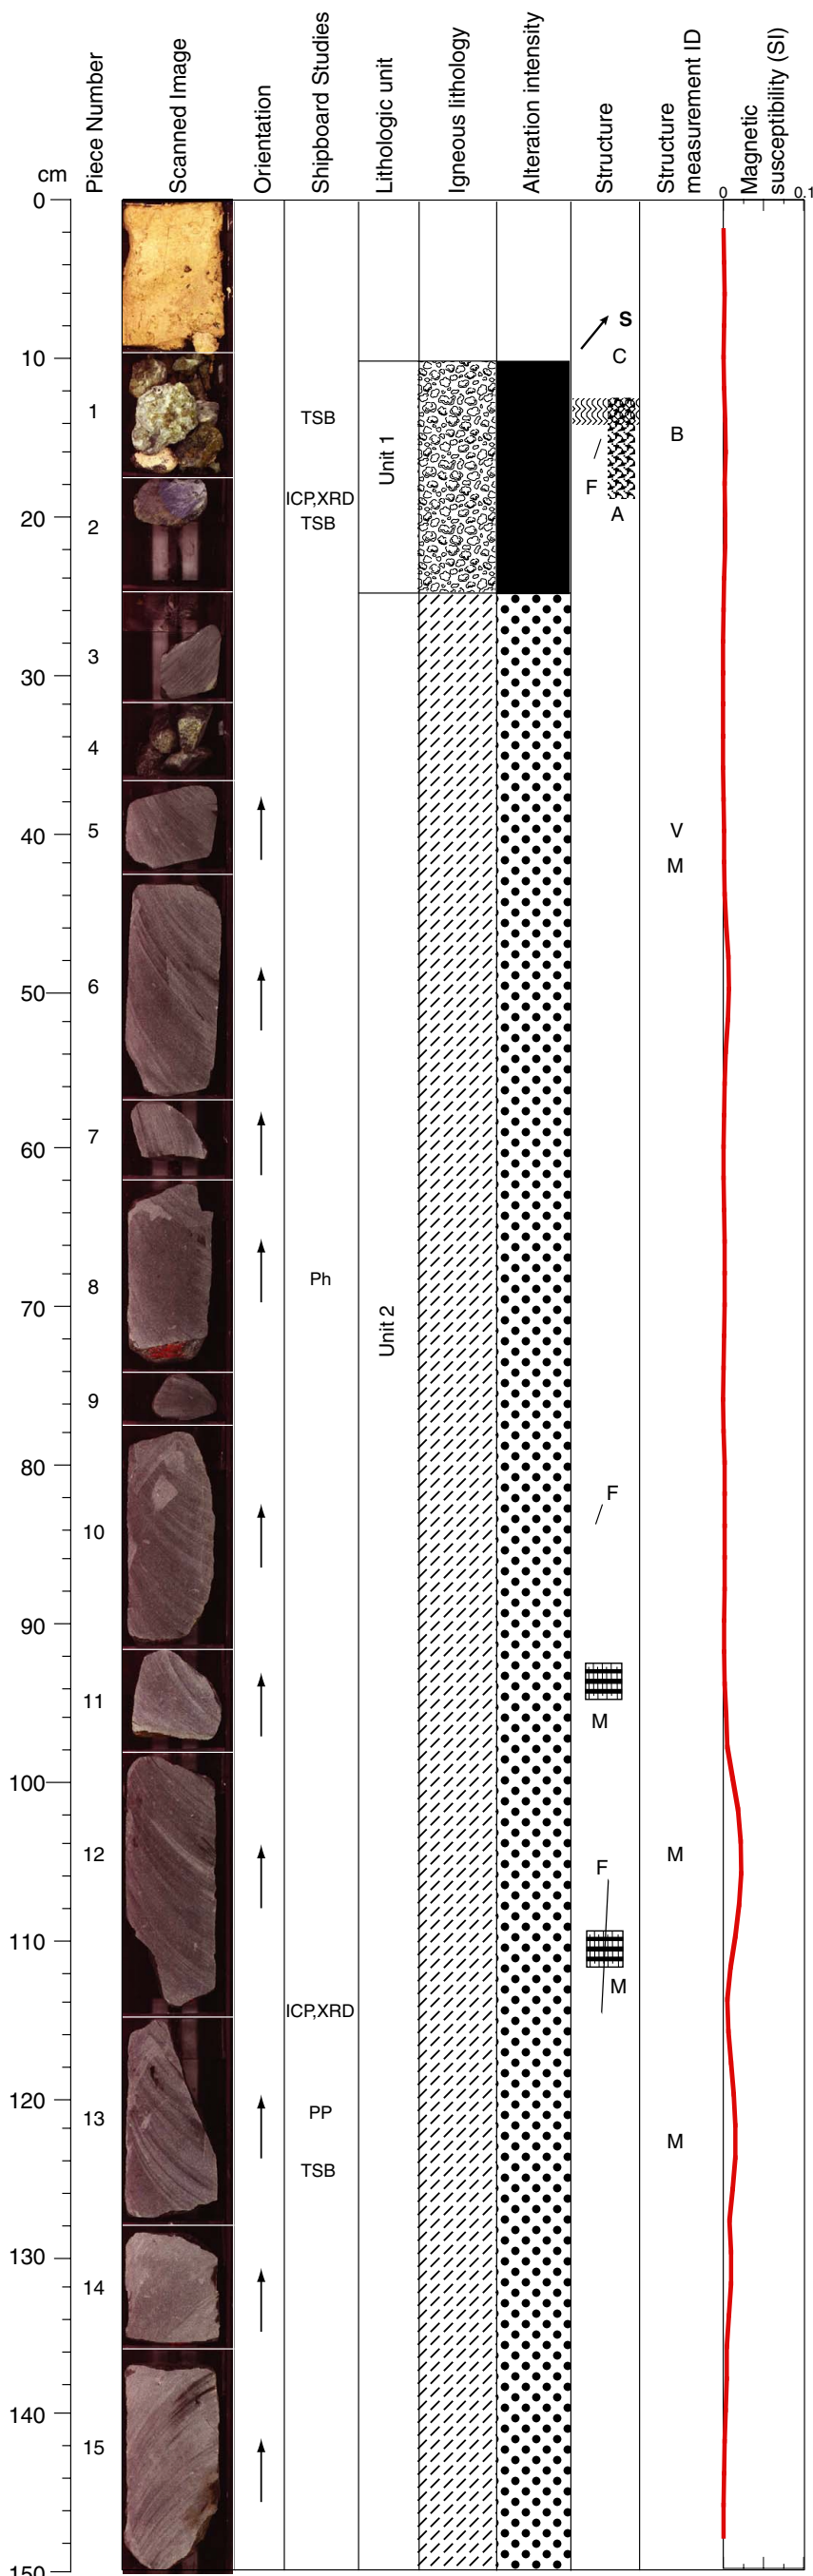 cm
Piece Number
Scanned Image
Orientation
Shipboard Studies
Lithologic unit
Igneous lithology
Alteration intensity
Structure
Structure
measurement ID
Magnetic
susceptibility (SI)
0 0.1
0
S
C
10
1
TSB
Unit 1
B
F
ICP,XRD
A
20
2
TSB
3
30
4
5
V
40
M
6
50
7
60
8
Ph
70
Unit 2
9
80
F
10
90
11
M
100
12
M
F
110
M
ICP,XRD
120
13
PP
M
TSB
130
14
140
15
150